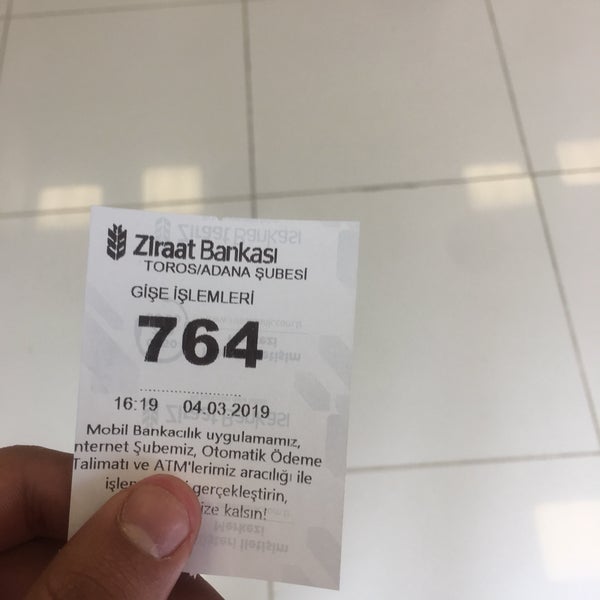 Ziraat Bankası
TOROS/ADANA ŞUBESİ
GİŞE İŞLEMLERİ
764
16:19 04.03.2019
Mobil Bankacılık uygulamamız,
nternet Şubemiz, Otomatik Ödeme
Talimatı ve ATM'lerimiz aracılığı ile
gerçekleştirin,
kalsın!